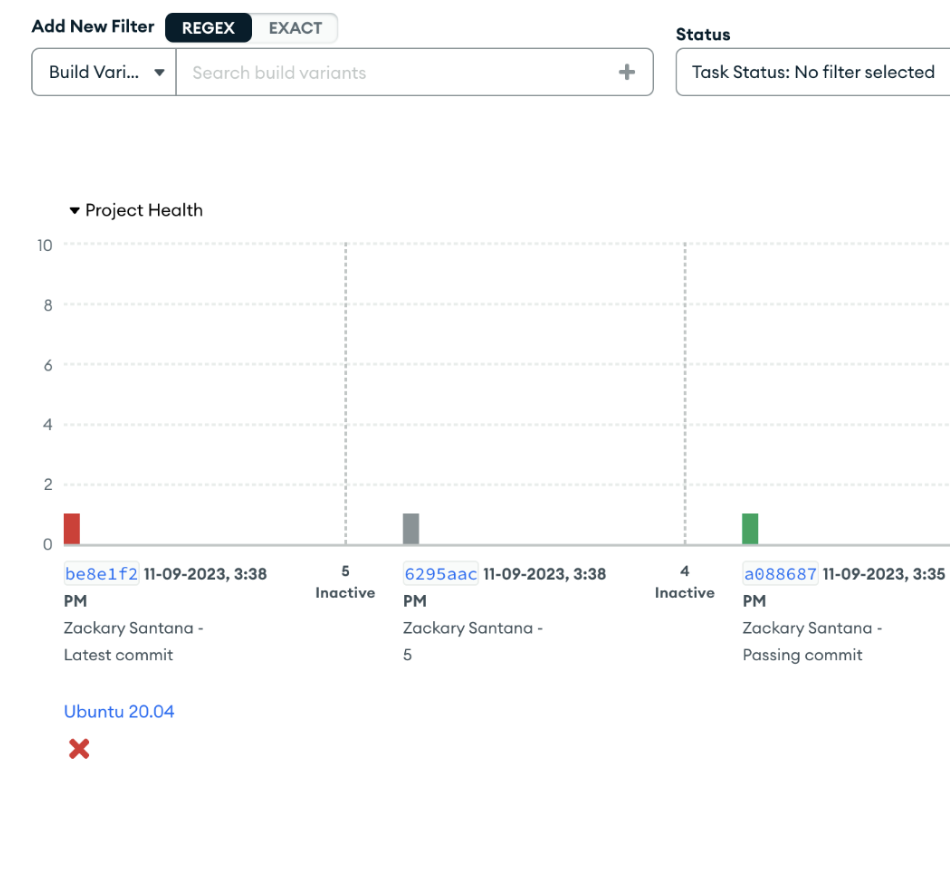 Add New Filter REGEX EXACT
Status
Build Vari... Search build variants
Task Status: No filter selected
Project Health
10
8
6
4
2
0
be8e1f2 11-09-2023, 3:38
PM
Zackary Santana -
Latest commit
5
Inactive
6295aac 11-09-2023, 3:38
PM
Zackary Santana -
5
4
Inactive
a088687 11-09-2023, 3:35
PM
Zackary Santana -
Passing commit
Ubuntu 20.04